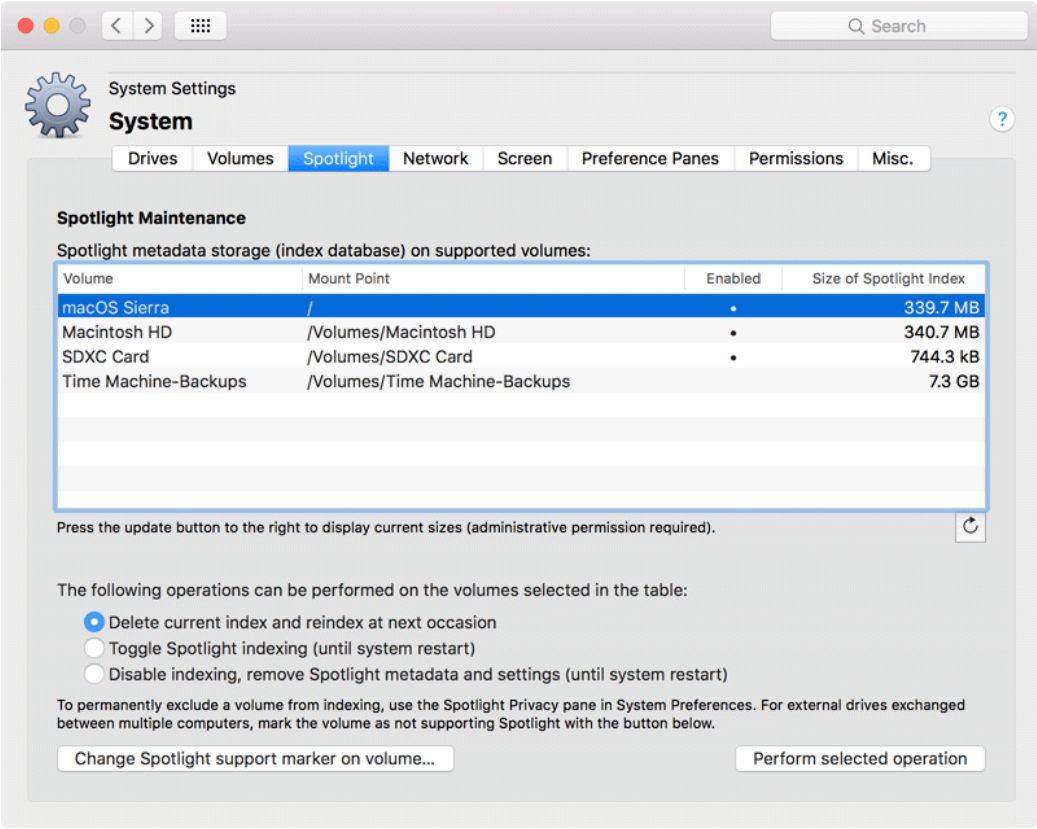 Search
System Settings
System
?
Drives Volumes Spotlight Network Screen Preference Panes Permissions Misc.
Spotlight Maintenance
Spotlight metadata storage (index database) on supported volumes:
Volume Mount Point Enabled Size of Spotlight Index
macOS Sierra / • 339.7 MB
Macintosh HD /Volumes/Macintosh HD • 340.7 MB
SDXC Card /Volumes/SDXC Card • 744.3 kB
Time Machine-Backups /Volumes/Time Machine-Backups 7.3 GB
Press the update button to the right to display current sizes (administrative permission required).
The following operations can be performed on the volumes selected in the table:
Delete current index and reindex at next occasion
Toggle Spotlight indexing (until system restart)
Disable indexing, remove Spotlight metadata and settings (until system restart)
To permanently exclude a volume from indexing, use the Spotlight Privacy pane in System Preferences. For external drives exchanged
between multiple computers, mark the volume as not supporting Spotlight with the button below.
Change Spotlight support marker on volume... Perform selected operation